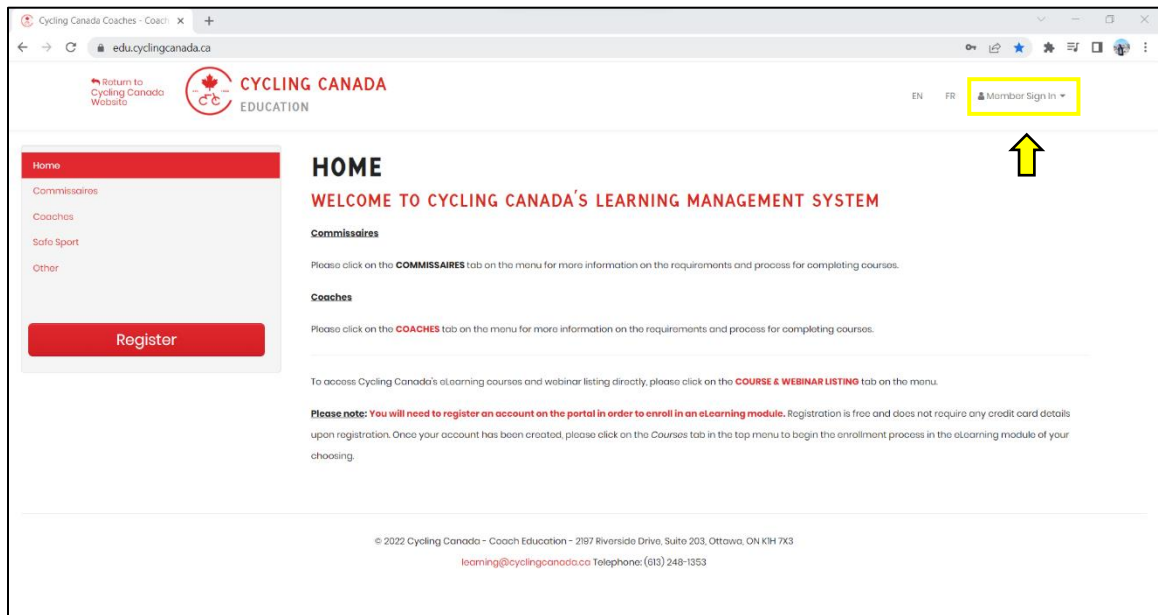 Cycling Canada Coaches - Coach
edu.cyclingcanada.ca
Return to
Cycling Canada
Website
CYCLING CANADA
EDUCATION
EN FR Member Sign In
Home
Commissaires
Coaches
Safe Sport
Other
Register
HOME
WELCOME TO CYCLING CANADA'S LEARNING MANAGEMENT SYSTEM
Commissaires
Please click on the COMMISSAIRES tab on the menu for more information on the requirements and process for completing courses.
Coaches
Please click on the COACHES tab on the menu for more information on the requirements and process for completing courses.
To access Cycling Canada's eLearning courses and webinar listing directly, please click on the COURSE & WEBINAR LISTING tab on the menu.
Please note: You will need to register an account on the portal in order to enroll in an eLearning module. Registration is free and does not require any credit card details
upon registration. Once your account has been created, please click on the Courses tab in the top menu to begin the enrollment process in the eLearning module of your
choosing.
© 2022 Cycling Canada - Coach Education - 2197 Riverside Drive, Suite 203, Ottawa, ON K1H 7X3
learning@cyclingcanada.ca Telephone: (613) 248-1353